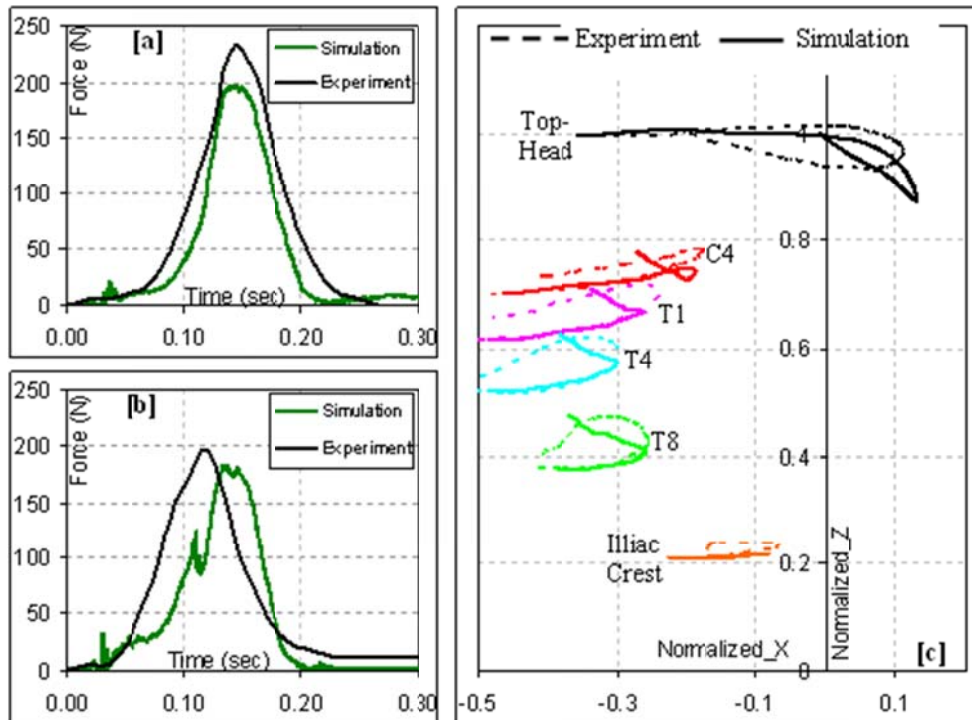 250
200
150
100
50
0
Force (N)
[a]
Simulation
Experiment
Time (sec)
0.00 0.10 0.20 0.30
250
200
150
100
50
0
Force (N)
[b]
Simulation
Experiment
Time (sec)
0.00 0.10 0.20 0.30
Experiment Simulation
Top-
Head
1
0.8
C4
T1
0.6
T4
T8
0.4
Illiac
Crest
0.2
Normalized_X
Normalized_Z
[c]
0
-0.5 -0.3 -0.1 0.1